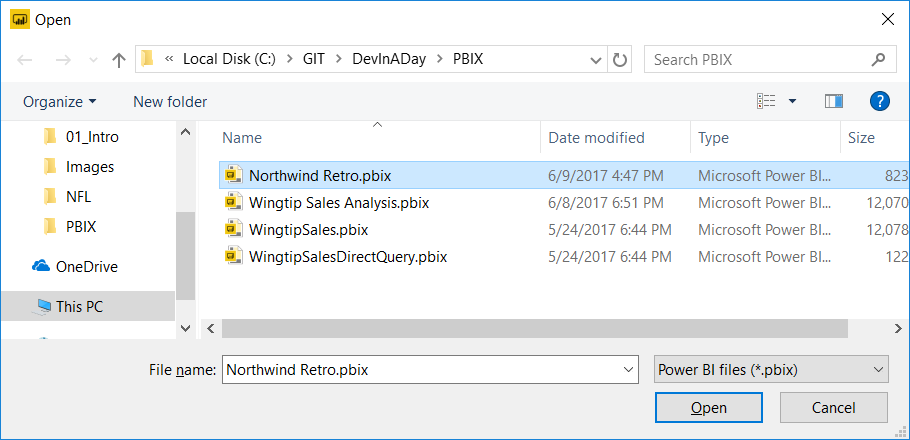 Open
« Local Disk (C:) > GIT > DevInADay > PBIX
Search PBIX
Organize
New folder
?
01_Intro
Images
NFL
PBIX
OneDrive
This PC
Name Date modified Type Size
Northwind Retro.pbix 6/9/2017 4:47 PM Microsoft Power BI... 823
Wingtip Sales Analysis.pbix 6/8/2017 6:51 PM Microsoft Power BI... 12,070
WingtipSales.pbix 5/24/2017 6:44 PM Microsoft Power BI... 12,078
WingtipSalesDirectQuery.pbix 5/24/2017 6:44 PM Microsoft Power BI... 122
File name: Northwind Retro.pbix
Power BI files (*.pbix)
Open
Cancel